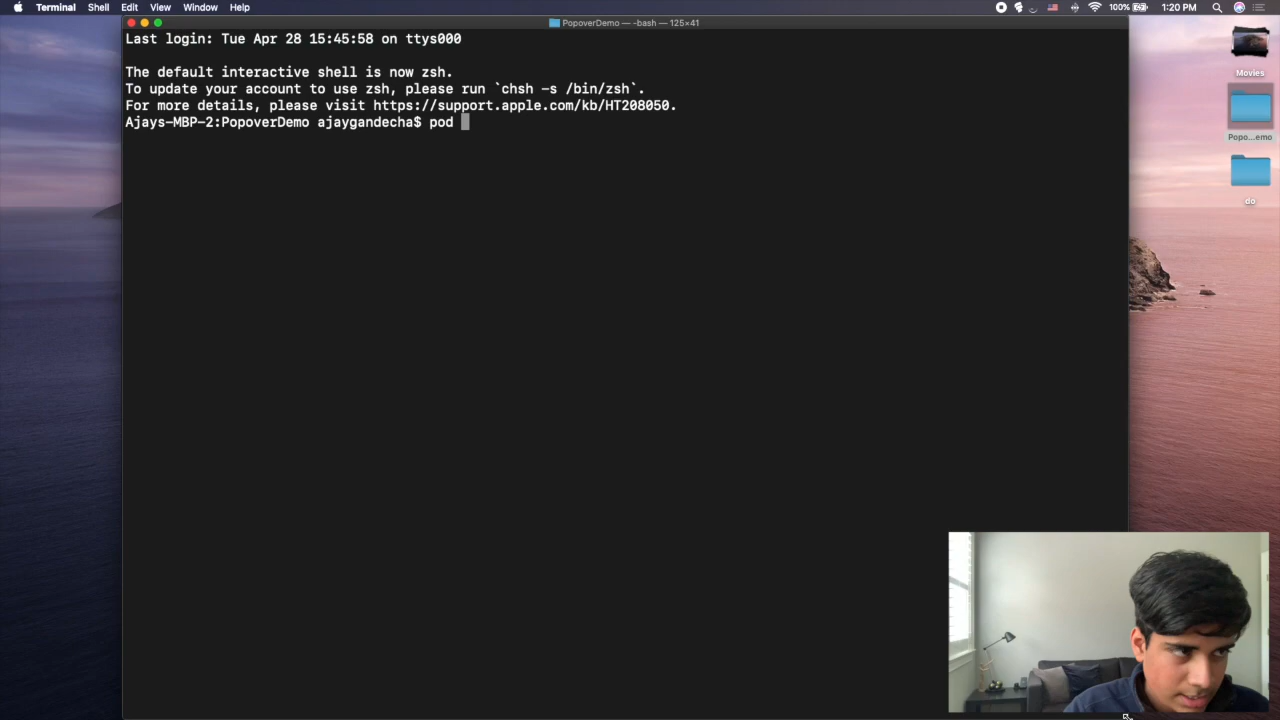 Terminal Shell Edit View Window Help 100% 1:20 PM
PopoverDemo — -bash — 125×41
Last login: Tue Apr 28 15:45:58 on ttys000
The default interactive shell is now zsh.
To update your account to use zsh, please run `chsh -s /bin/zsh`.
For more details, please visit https://support.apple.com/kb/HT208050.
Ajays-MBP-2:PopoverDemo ajaygandecha$ pod
Movies
Popo...emo
do